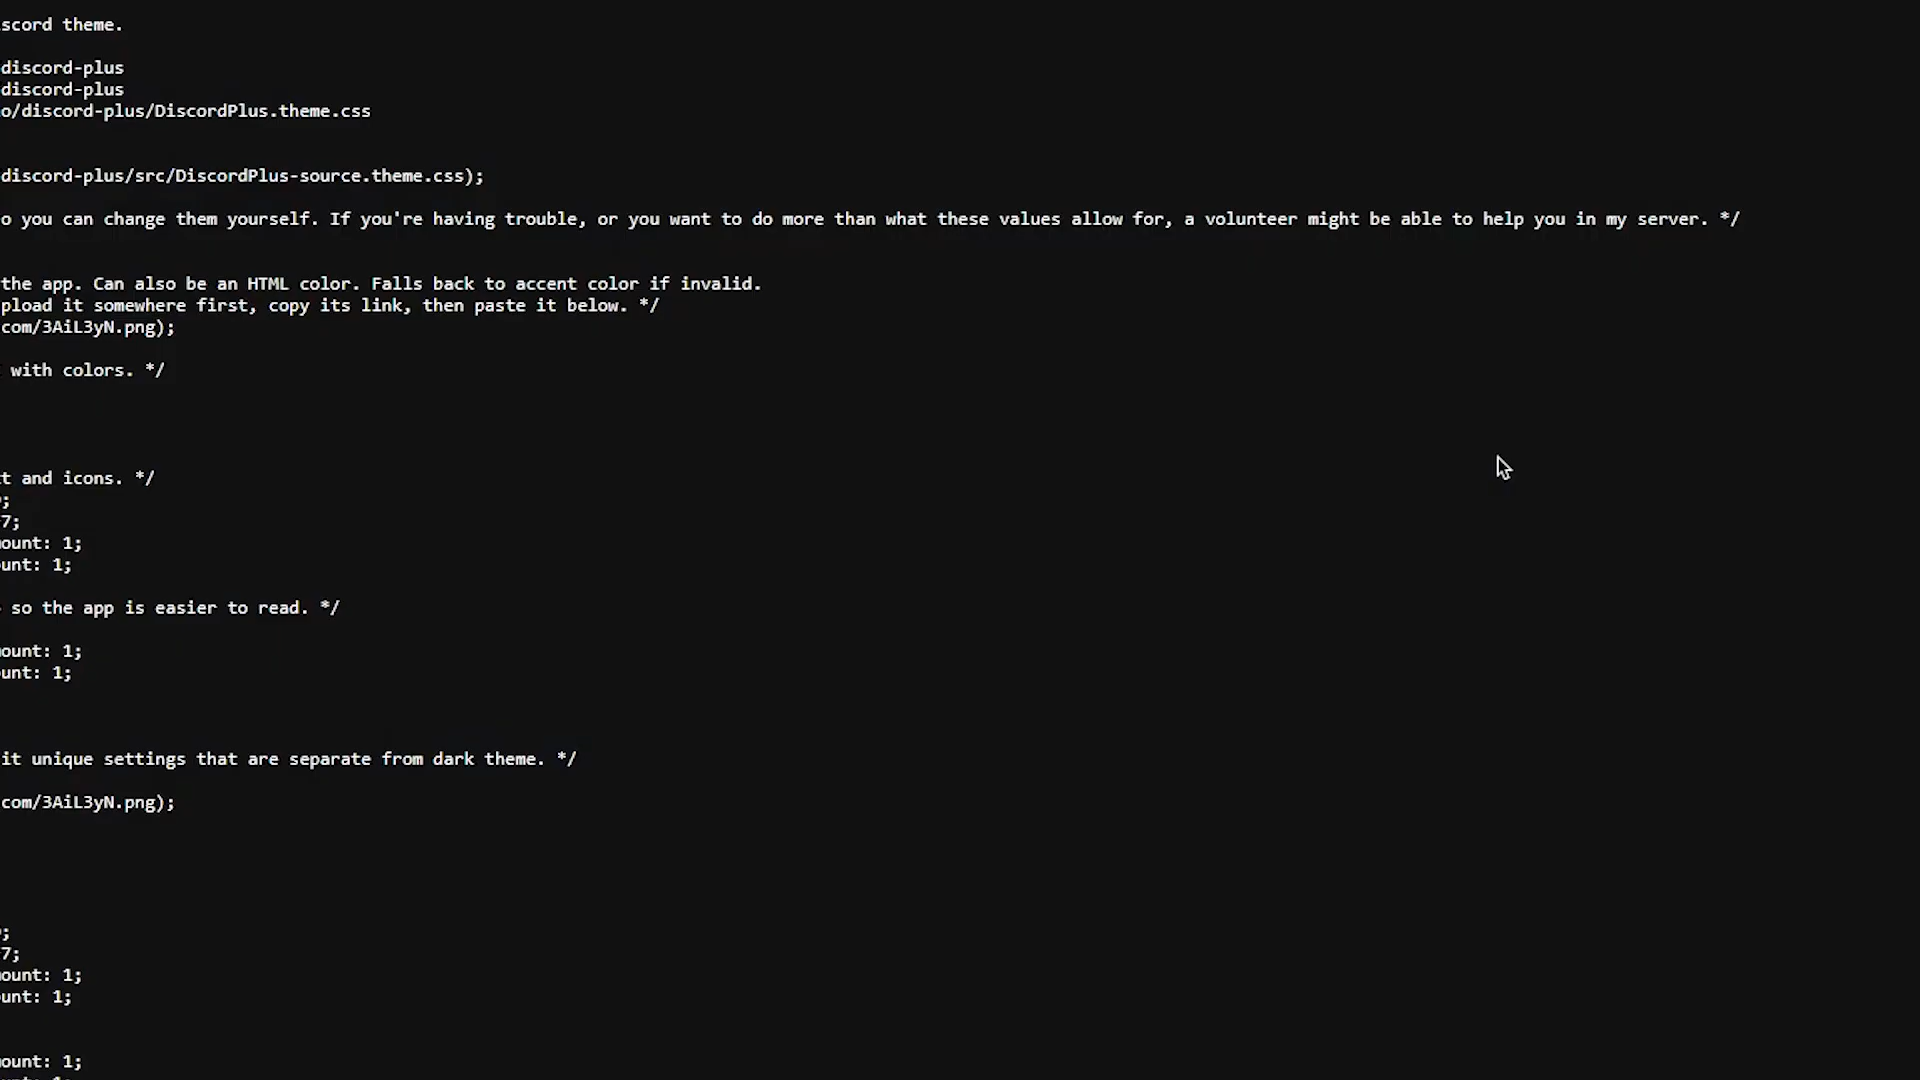 scord theme.
discord-plus
discord-plus
o/discord-plus/DiscordPlus.theme.css
discord-plus/src/DiscordPlus-source.theme.css);
o you can change them yourself. If you're having trouble, or you want to do more than what these values allow for, a volunteer might be able to help you in my server. */
the app. Can also be an HTML color. Falls back to accent color if invalid.
pload it somewhere first, copy its link, then paste it below. */
com/3AiL3yN.png);
with colors. */
t and icons. */
;
7;
ount: 1;
unt: 1;
so the app is easier to read. */
ount: 1;
unt: 1;
it unique settings that are separate from dark theme. */
com/3AiL3yN.png);
;
7;
ount: 1;
unt: 1;
ount: 1;